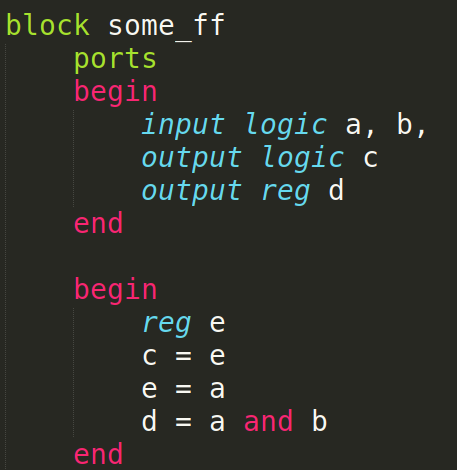 block some_ff
ports
begin
input logic a, b,
output logic c
output reg d
end
begin
reg e
c = e
e = a
d = a and b
end